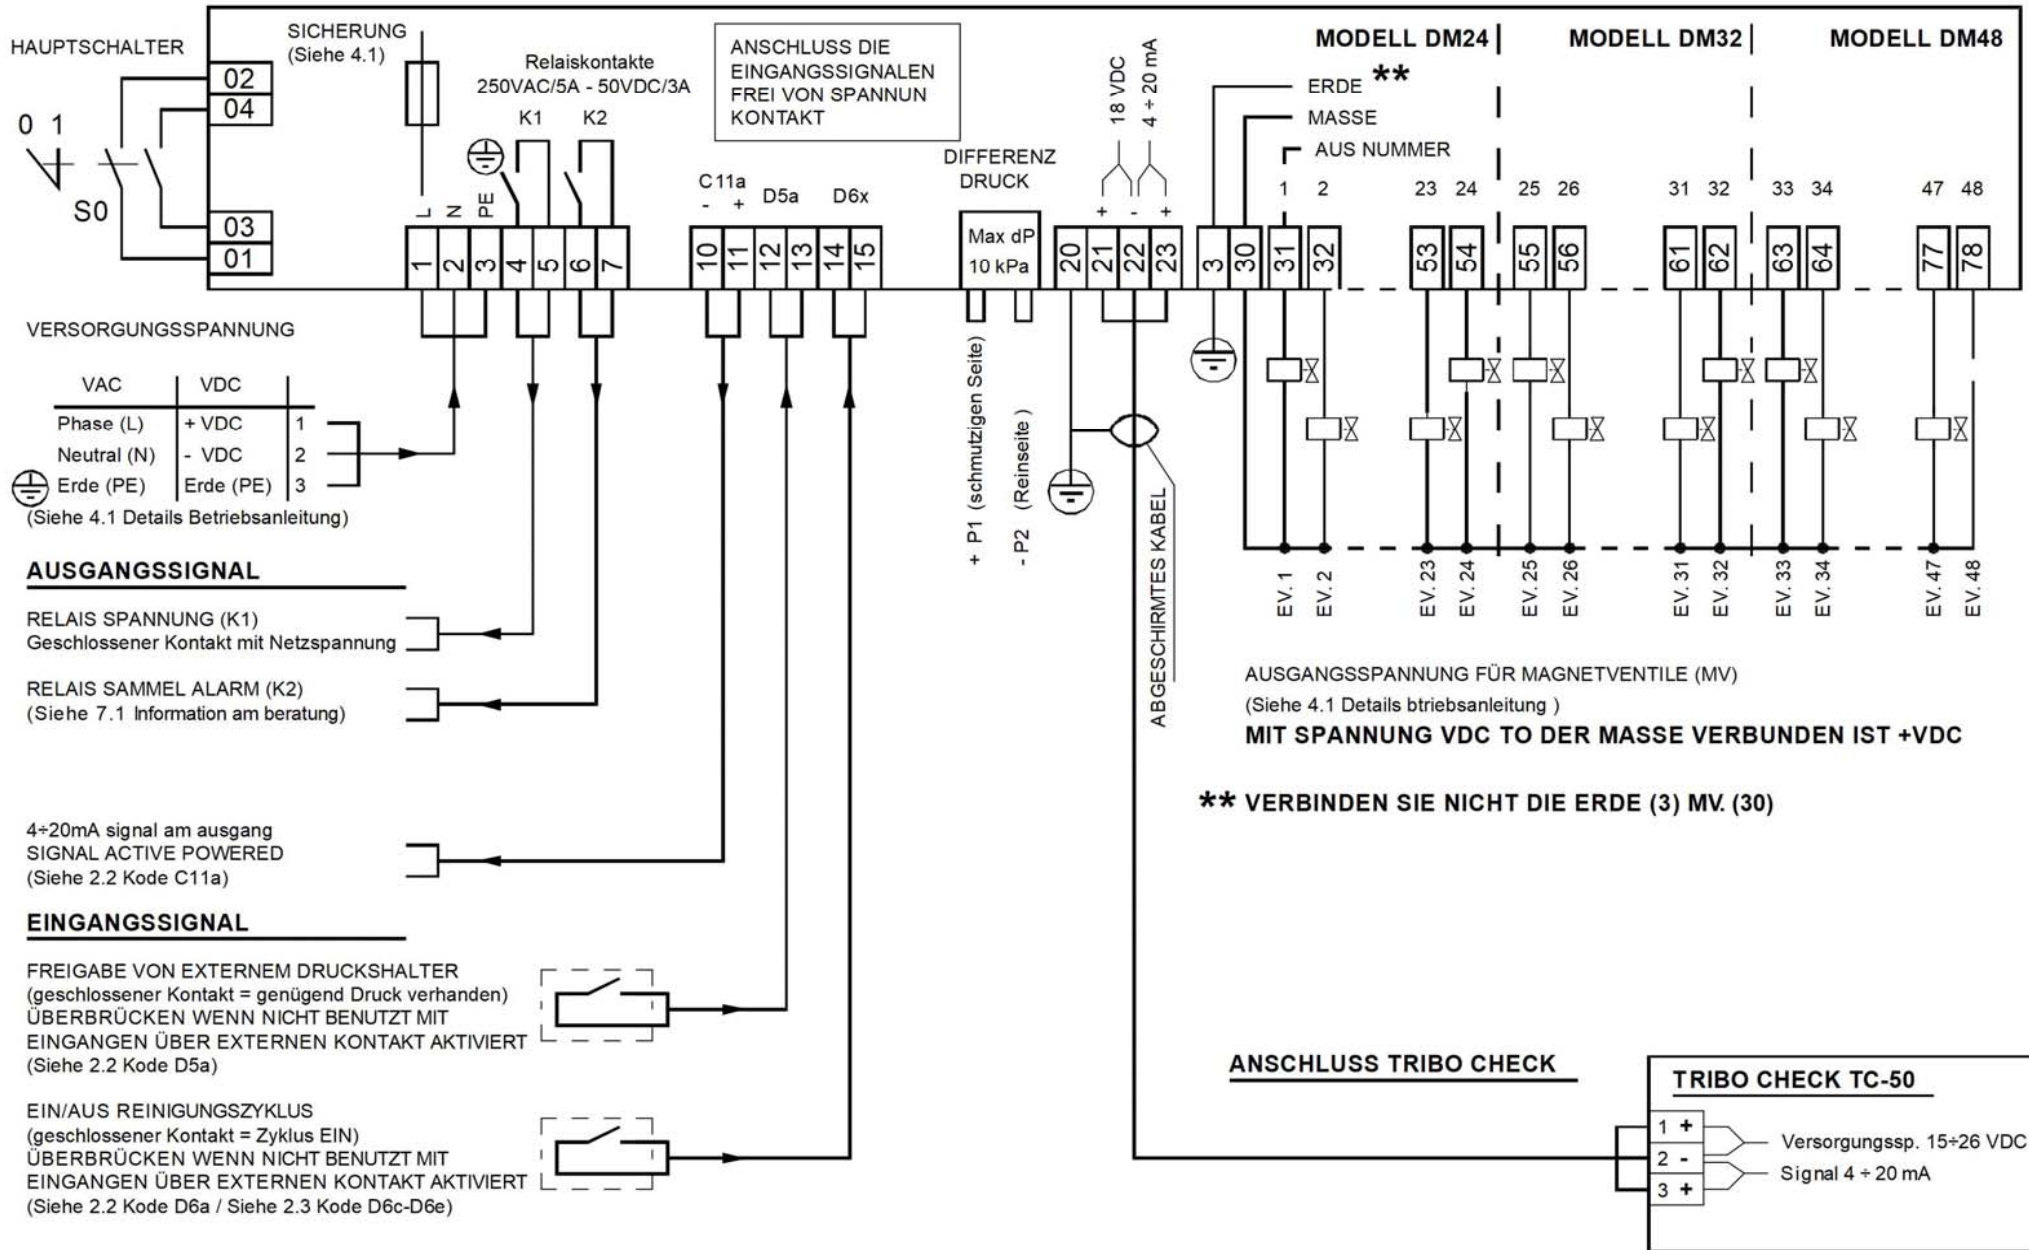 HAUPTSCHALTER
0 1
S0
02
04
03
01
SICHERUNG
(Siehe 4.1)
Relaiskontakte
250VAC/5A - 50VDC/3A
K1 K2
L N PE
1 2 3 4 5 6 7
ANSCHLUSS DIE
EINGANGSSIGNALEN
FREI VON SPANNUN
KONTAKT
C11a D5a D6x
- +
10 11 12 13 14 15
DIFFERENZ
DRUCK
Max dP
10 kPa
+ P1 (schmutzigen Seite)
- P2 (Reinseite )
18 VDC
4 ÷ 20 mA
+ - +
20 21 22 23
ABGESCHIRMTES KABEL
MODELL DM24
MODELL DM32
MODELL DM48
ERDE **
MASSE
AUS NUMMER
1 2 23 24 25 26 31 32 33 34 47 48
3 30 31 32 53 54 55 56 61 62 63 64 77 78
EV. 1 EV. 2 EV. 23 EV. 24 EV. 25 EV. 26 EV. 31 EV. 32 EV. 33 EV. 34 EV. 47 EV. 48
VERSORGUNGSSPANNUNG
VAC VDC
Phase (L) + VDC 1
Neutral (N) - VDC 2
Erde (PE) Erde (PE) 3
(Siehe 4.1 Details Betriebsanleitung)
AUSGANGSSIGNAL
RELAIS SPANNUNG (K1)
Geschlossener Kontakt mit Netzspannung
RELAIS SAMMEL ALARM (K2)
(Siehe 7.1 Information am beratung)
4÷20mA signal am ausgang
SIGNAL ACTIVE POWERED
(Siehe 2.2 Kode C11a)
EINGANGSSIGNAL
FREIGABE VON EXTERNEM DRUCKSHALTER
(geschlossener Kontakt = genügend Druck verhanden)
ÜBERBRÜCKEN WENN NICHT BENUTZT MIT
EINGANGEN ÜBER EXTERNEN KONTAKT AKTIVIERT
(Siehe 2.2 Kode D5a)
EIN/AUS REINIGUNGSZYKLUS
(geschlossener Kontakt = Zyklus EIN)
ÜBERBRÜCKEN WENN NICHT BENUTZT MIT
EINGANGEN ÜBER EXTERNEN KONTAKT AKTIVIERT
(Siehe 2.2 Kode D6a / Siehe 2.3 Kode D6c-D6e)
AUSGANGSSPANNUNG FÜR MAGNETVENTILE (MV)
(Siehe 4.1 Details btriebsanleitung )
MIT SPANNUNG VDC TO DER MASSE VERBUNDEN IST +VDC
** VERBINDEN SIE NICHT DIE ERDE (3) MV. (30)
ANSCHLUSS TRIBO CHECK
TRIBO CHECK TC-50
1 +
2 -
3 +
Versorgungssp. 15÷26 VDC
Signal 4 ÷ 20 mA